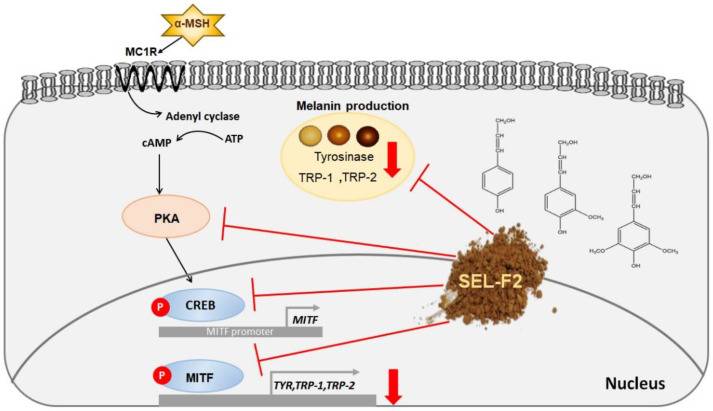 α-MSH
MC1R
Adenyl cyclase
cAMP
ATP
Melanin production
Tyrosinase
TRP-1 ,TRP-2
CH₂OH
OH
CH₂OH
OCH₃
OH
CH₂OH
H₃CO
OCH₃
OH
PKA
SEL-F2
P
CREB
MITF
MITF promoter
P
MITF
TYR,TRP-1,TRP-2
Nucleus